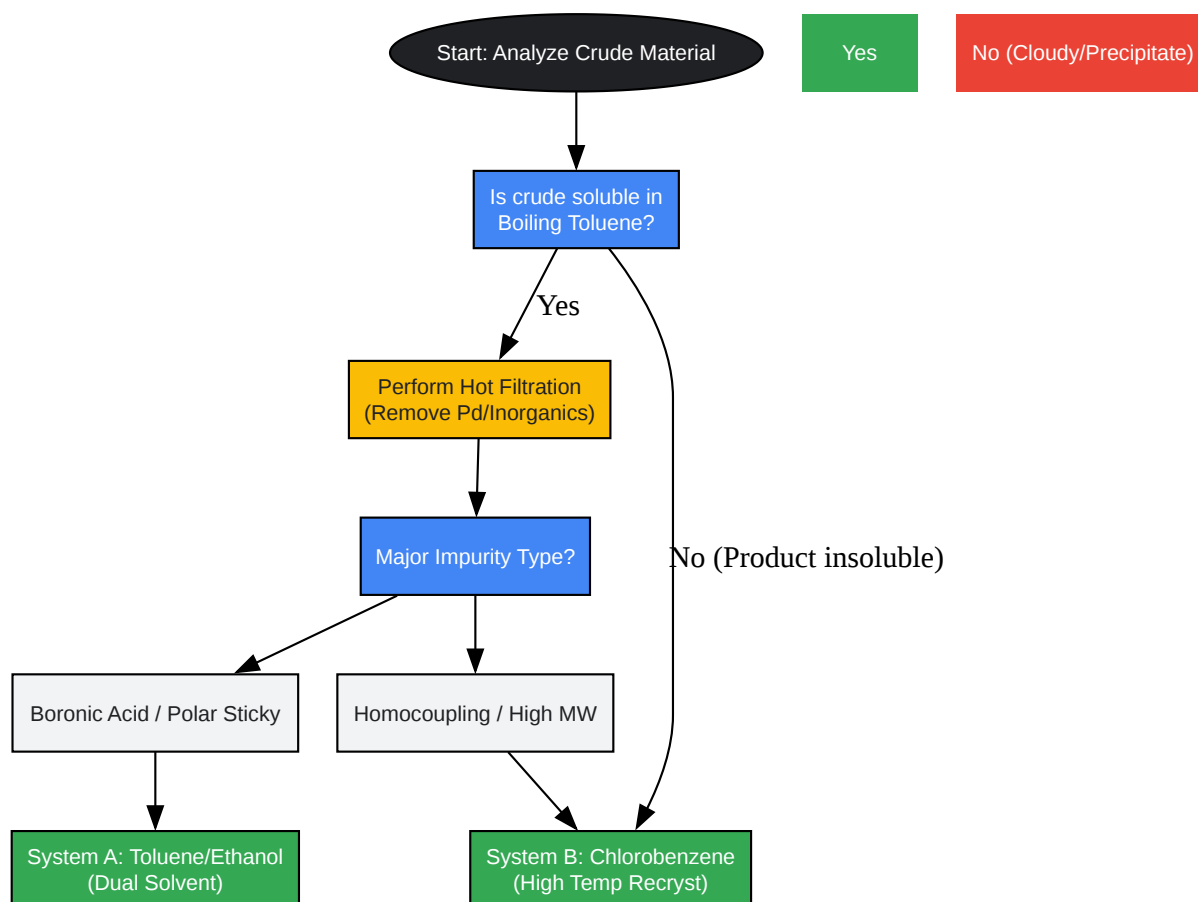 Start: Analyze Crude Material
Yes
No (Cloudy/Precipitate)
Is crude soluble in
Boiling Toluene?
Yes
Perform Hot Filtration
(Remove Pd/Inorganics)
Major Impurity Type?
No (Product insoluble)
Boronic Acid / Polar Sticky
Homocoupling / High MW
System A: Toluene/Ethanol
(Dual Solvent)
System B: Chlorobenzene
(High Temp Recryst)